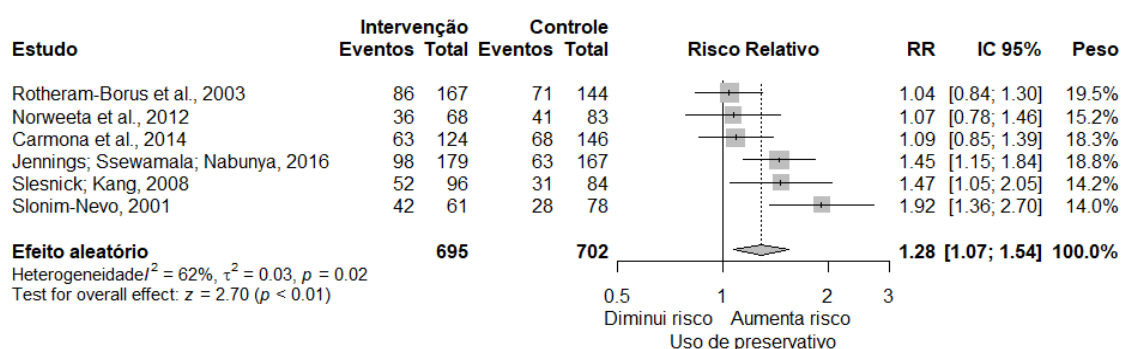 Intervenção Controle
Estudo Eventos Total Eventos Total Risco Relativo RR IC 95% Peso
Rotheram-Borus et al., 2003 86 167 71 144 1.04 [0.84; 1.30] 19.5%
Norweeta et al., 2012 36 68 41 83 1.07 [0.78; 1.46] 15.2%
Carmona et al., 2014 63 124 68 146 1.09 [0.85; 1.39] 18.3%
Jennings; Ssewamala; Nabunya, 2016 98 179 63 167 1.45 [1.15; 1.84] 18.8%
Slesnick; Kang, 2008 52 96 31 84 1.47 [1.05; 2.05] 14.2%
Slonim-Nevo, 2001 42 61 28 78 1.92 [1.36; 2.70] 14.0%
Efeito aleatório 695 702 1.28 [1.07; 1.54] 100.0%
HeterogeneidadeI² = 62%, τ² = 0.03, p = 0.02
Test for overall effect: z = 2.70 (p < 0.01)
0.5 1 2 3
Diminui risco Aumenta risco
Uso de preservativo